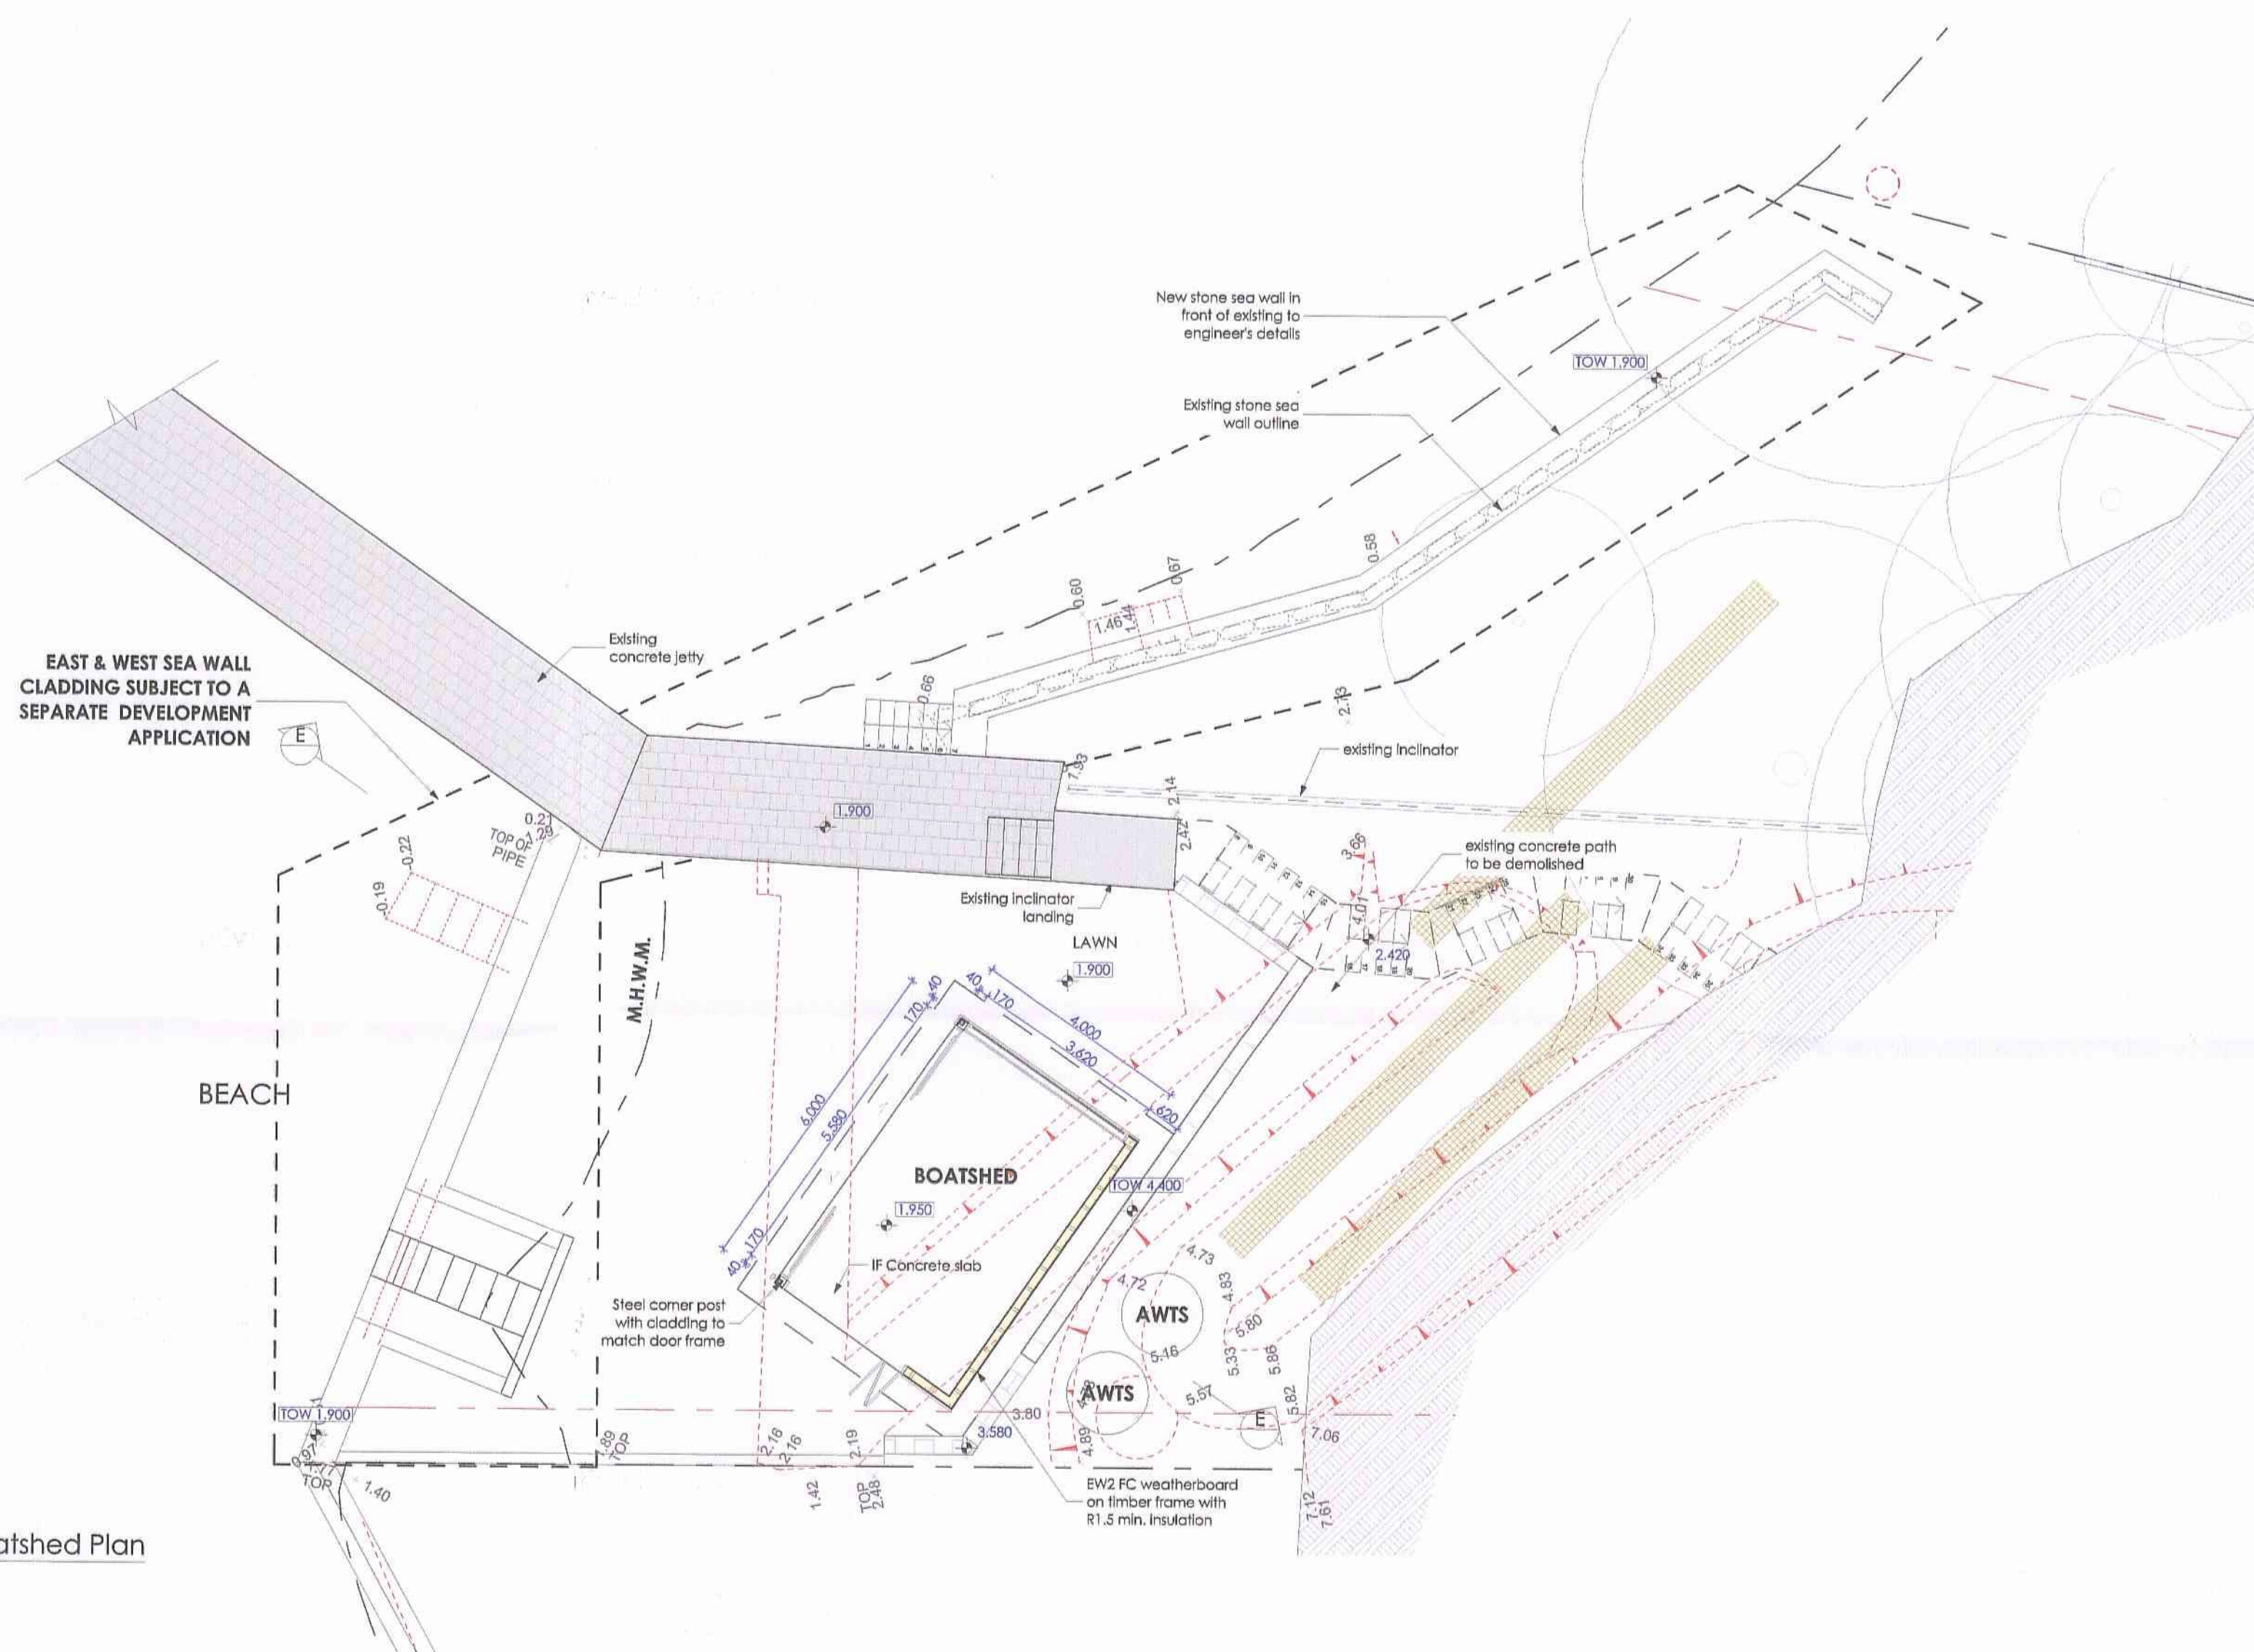 New stone sea wall in
front of existing to
engineer's details
TOW 1.900
Existing stone sea
wall outline
0.58
0.67
0.60
1.46
1.44
0.66
Existing
concrete jetty
EAST & WEST SEA WALL
CLADDING SUBJECT TO A
SEPARATE DEVELOPMENT
APPLICATION
E
2.13
existing inclinator
7.93
2.14
2.42
1.900
0.21
1.29
TOP OF
PIPE
-0.22
-0.19
3.66
existing concrete path
to be demolished
Existing inclinator
landing
LAWN
1.900
4.01
2.420
M.H.W.M.
40
170
40
170
4.000
3.620
620
BEACH
6.000
5.580
BOATSHED
TOW 4.400
1.950
170
40
IF Concrete slab
Steel corner post
with cladding to
match door frame
4.73
4.72
4.83
AWTS
5.80
5.16
5.33
5.86
AWTS
5.57
5.82
E
7.06
TOW 1.900
3.80
3.580
4.89
TOP
2.16
2.16
2.19
TOP
1.40
1.42
TOP
2.48
EW2 FC weatherboard
on timber frame with
R1.5 min. insulation
7.12
7.61
atshed Plan